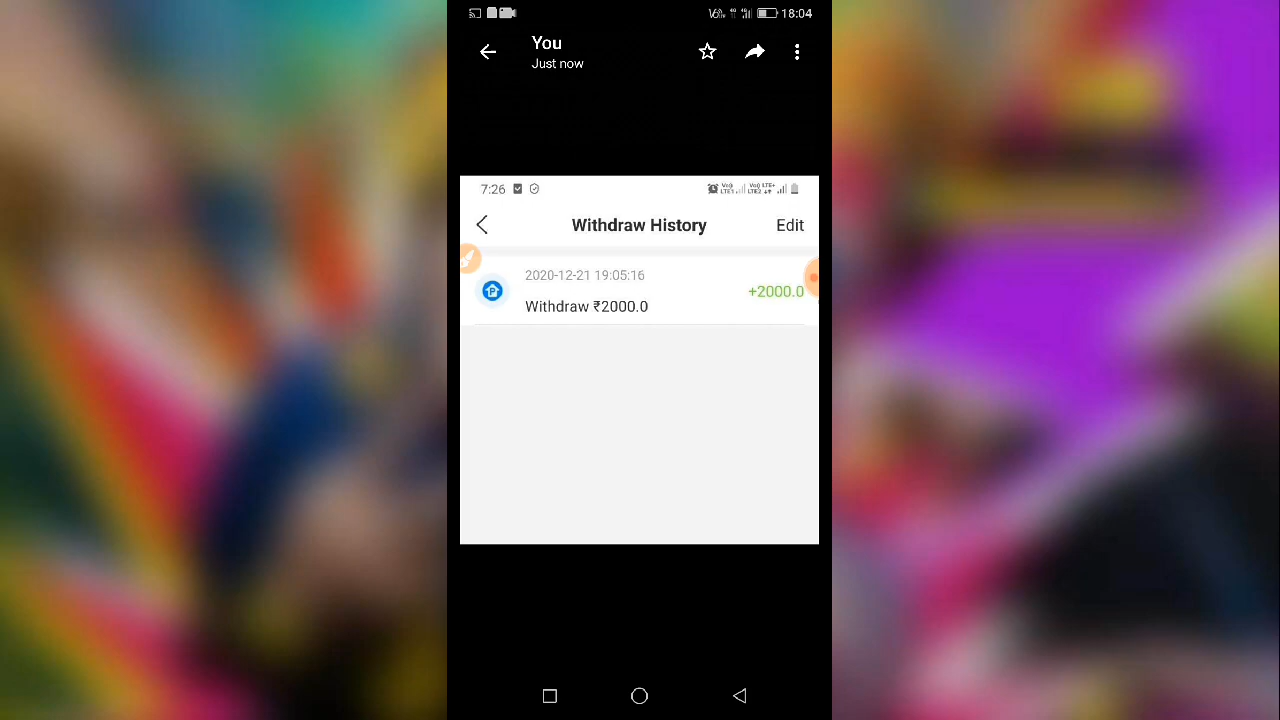 18:04
You
Just now
7:26
Withdraw History
Edit
2020-12-21 19:05:16
Withdraw ₹2000.0
+2000.0